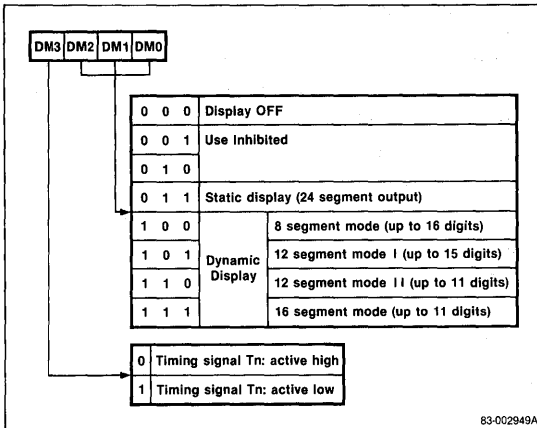 DM3 DM2 DM1 DM0
0 0 0 Display OFF
0 0 1 Use Inhibited
0 1 0
0 1 1 Static display (24 segment output)
1 0 0 8 segment mode (up to 16 digits)
1 0 1 Dynamic Display 12 segment mode I (up to 15 digits)
1 1 0 12 segment mode II (up to 11 digits)
1 1 1 16 segment mode (up to 11 digits)
0 Timing signal Tn: active high
1 Timing signal Tn: active low
83-002949A